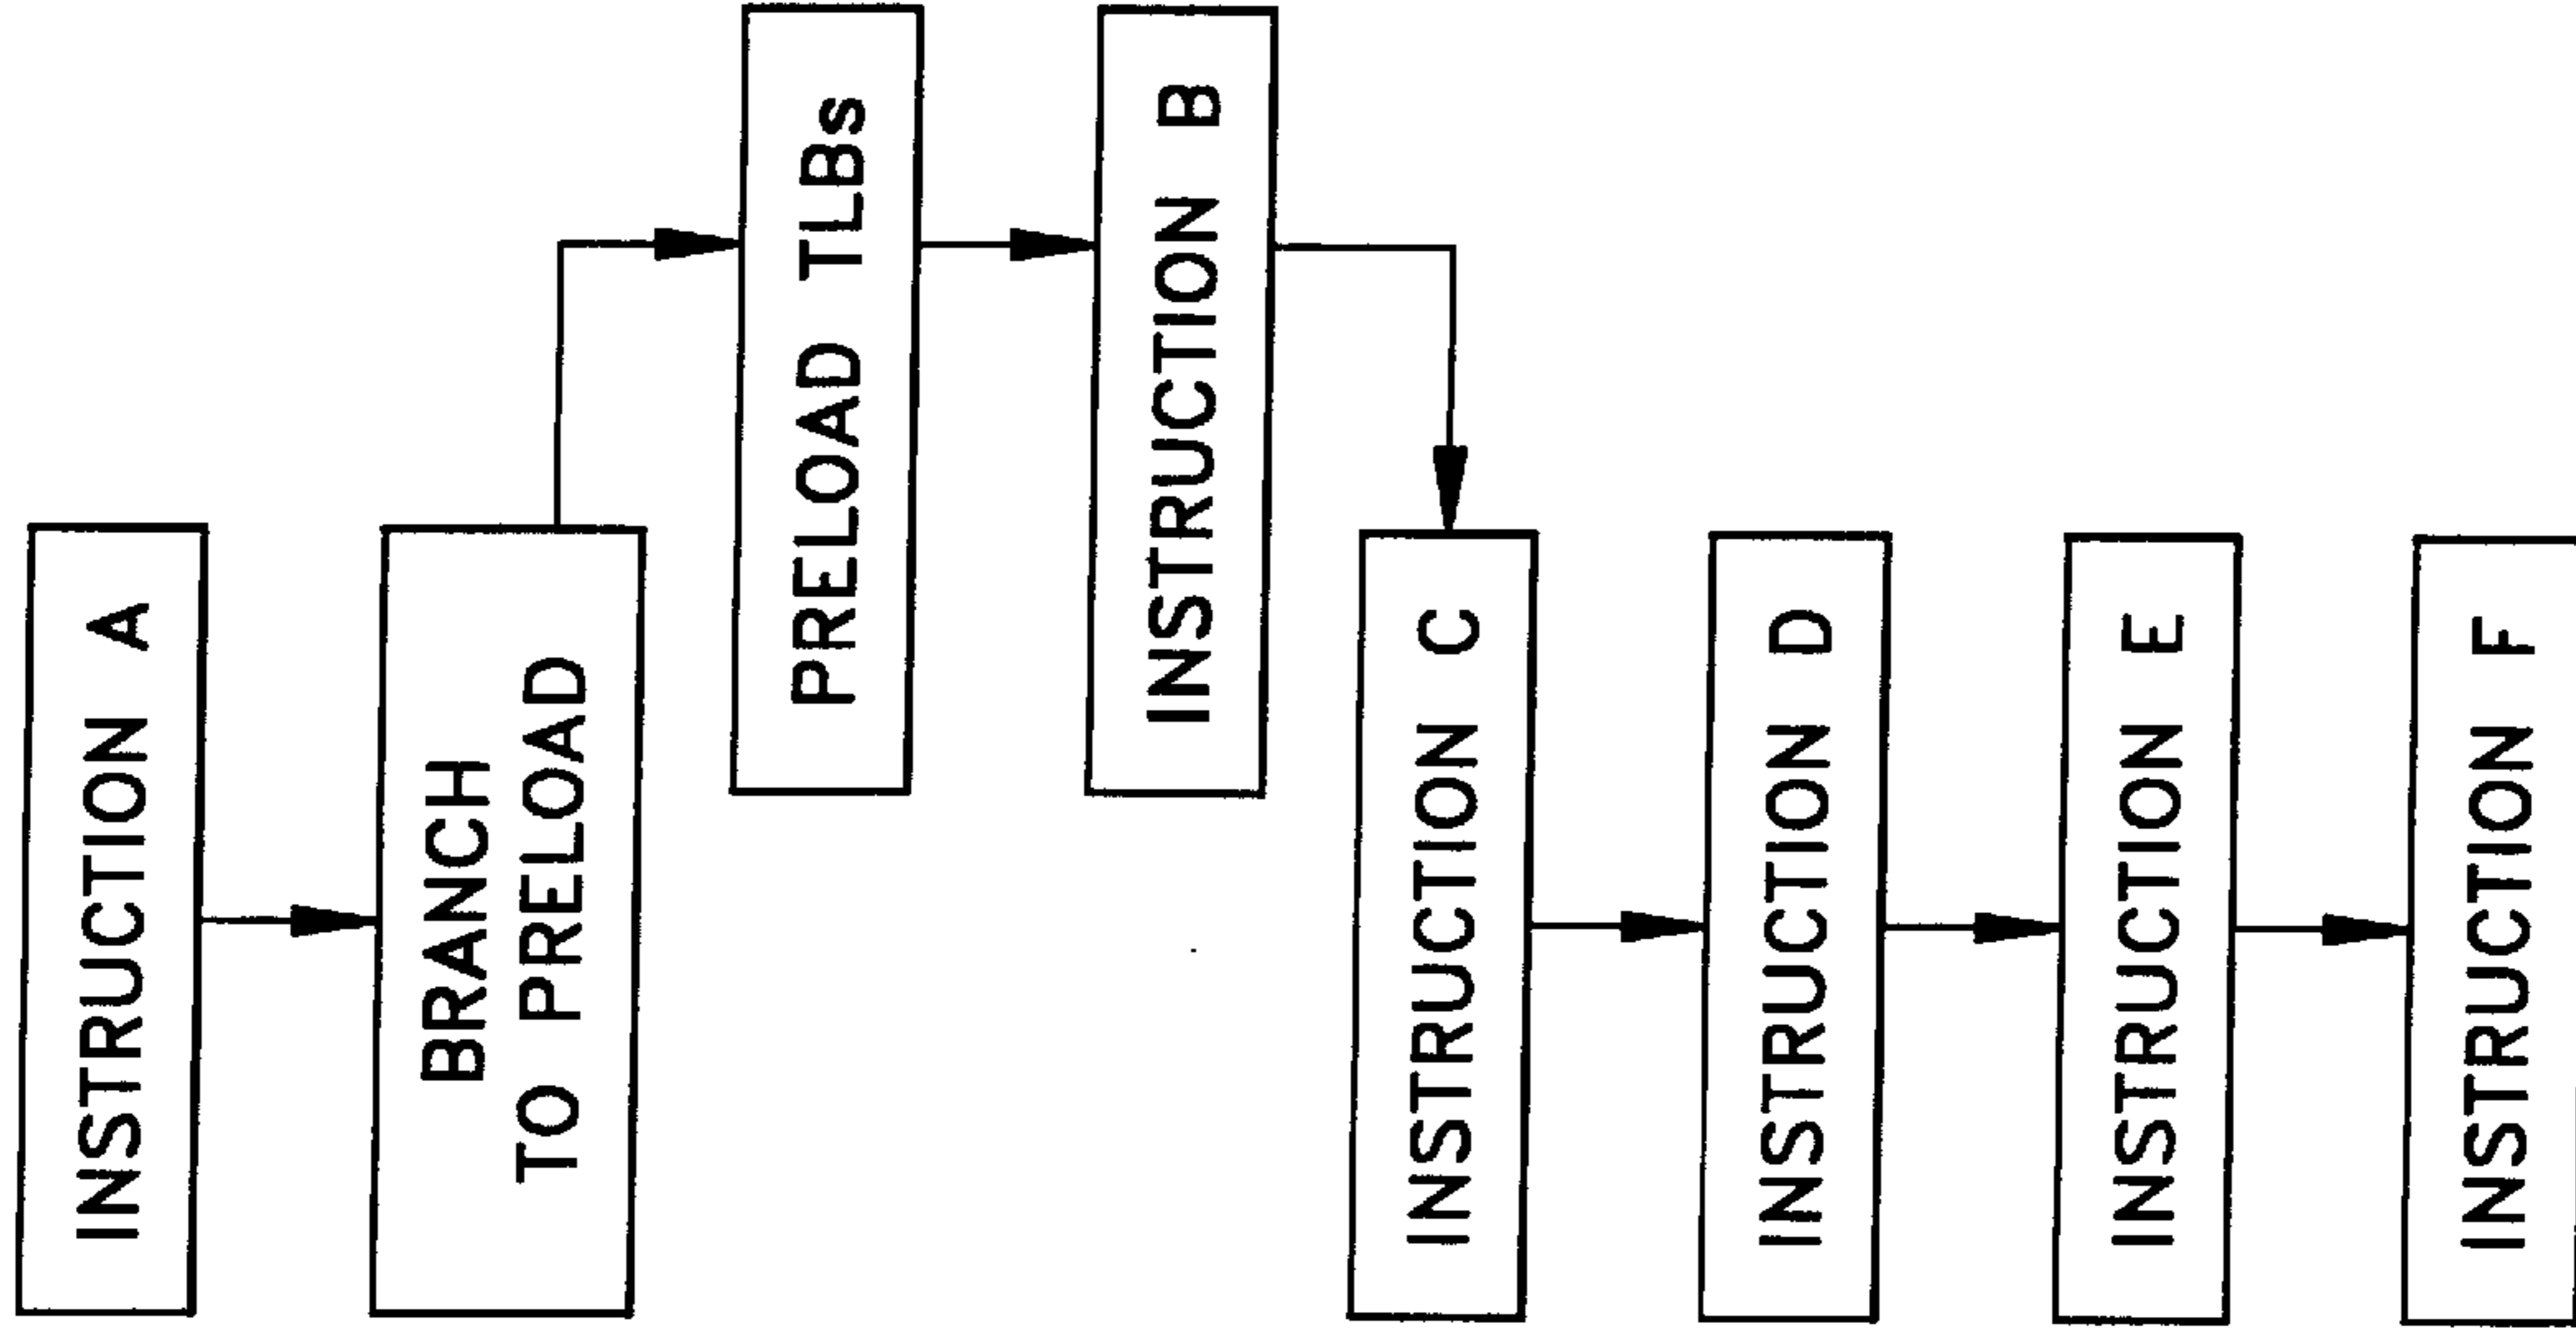 INSTRUCTION A
BRANCH
TO PRELOAD
PRELOAD TLBs
INSTRUCTION B
INSTRUCTION C
INSTRUCTION D
INSTRUCTION E
INSTRUCTION F